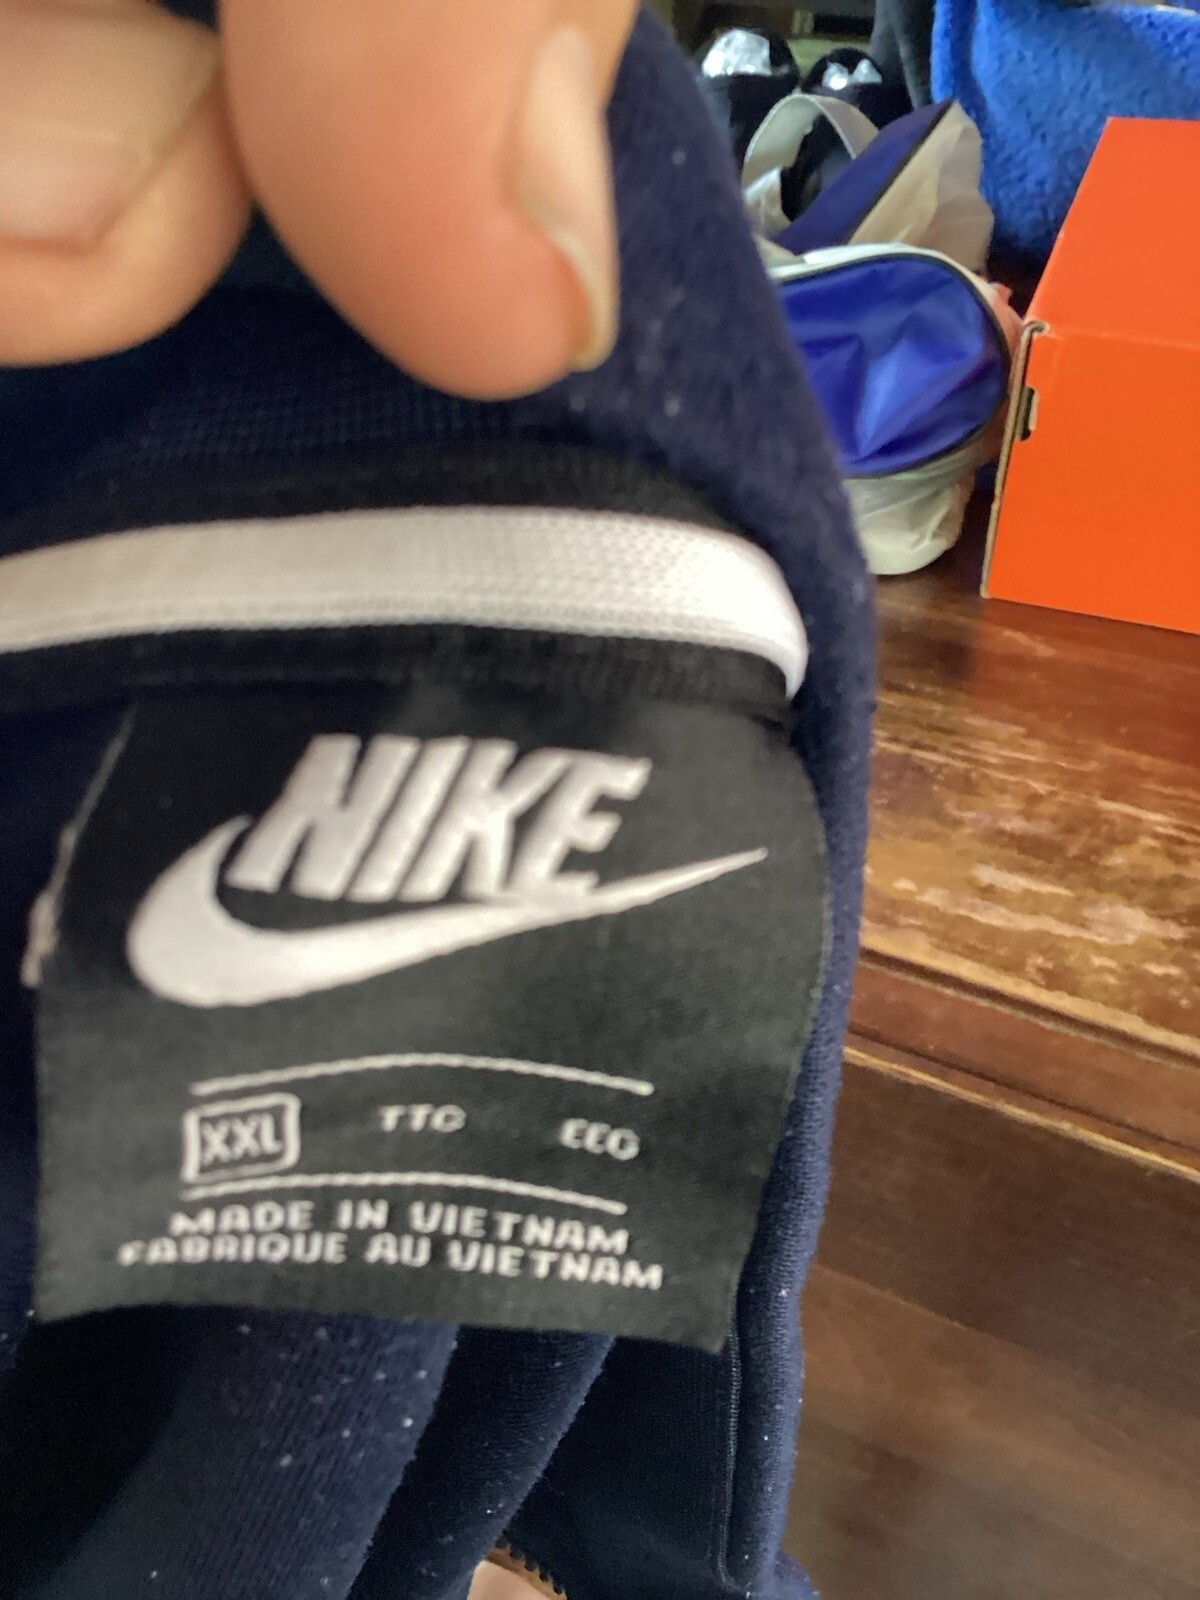 NIKE
XXL TTG EEG
MADE IN VIETNAM
FABRIQUE AU VIETNAM